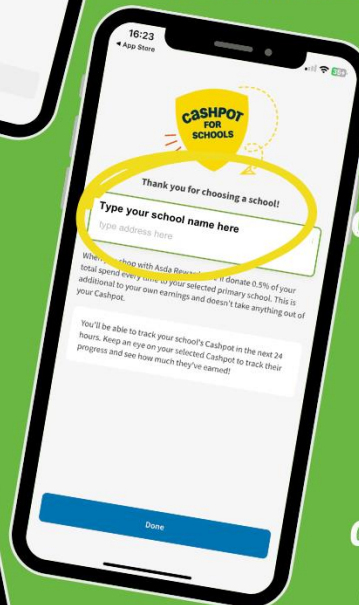 16:23
App Store
CASHPOT
FOR
SCHOOLS
Thank you for choosing a school!
Type your school name here
type address here
When you shop with Asda Rewards donate 0.5% of your
total spend every time to your selected primary school. This is
additional to your own earnings and doesn't take anything out of
your Cashpot.
You'll be able to track your school's Cashpot in the next 24
hours. Keep an eye on your selected Cashpot to track their
progress and see how much they've earned!
Done